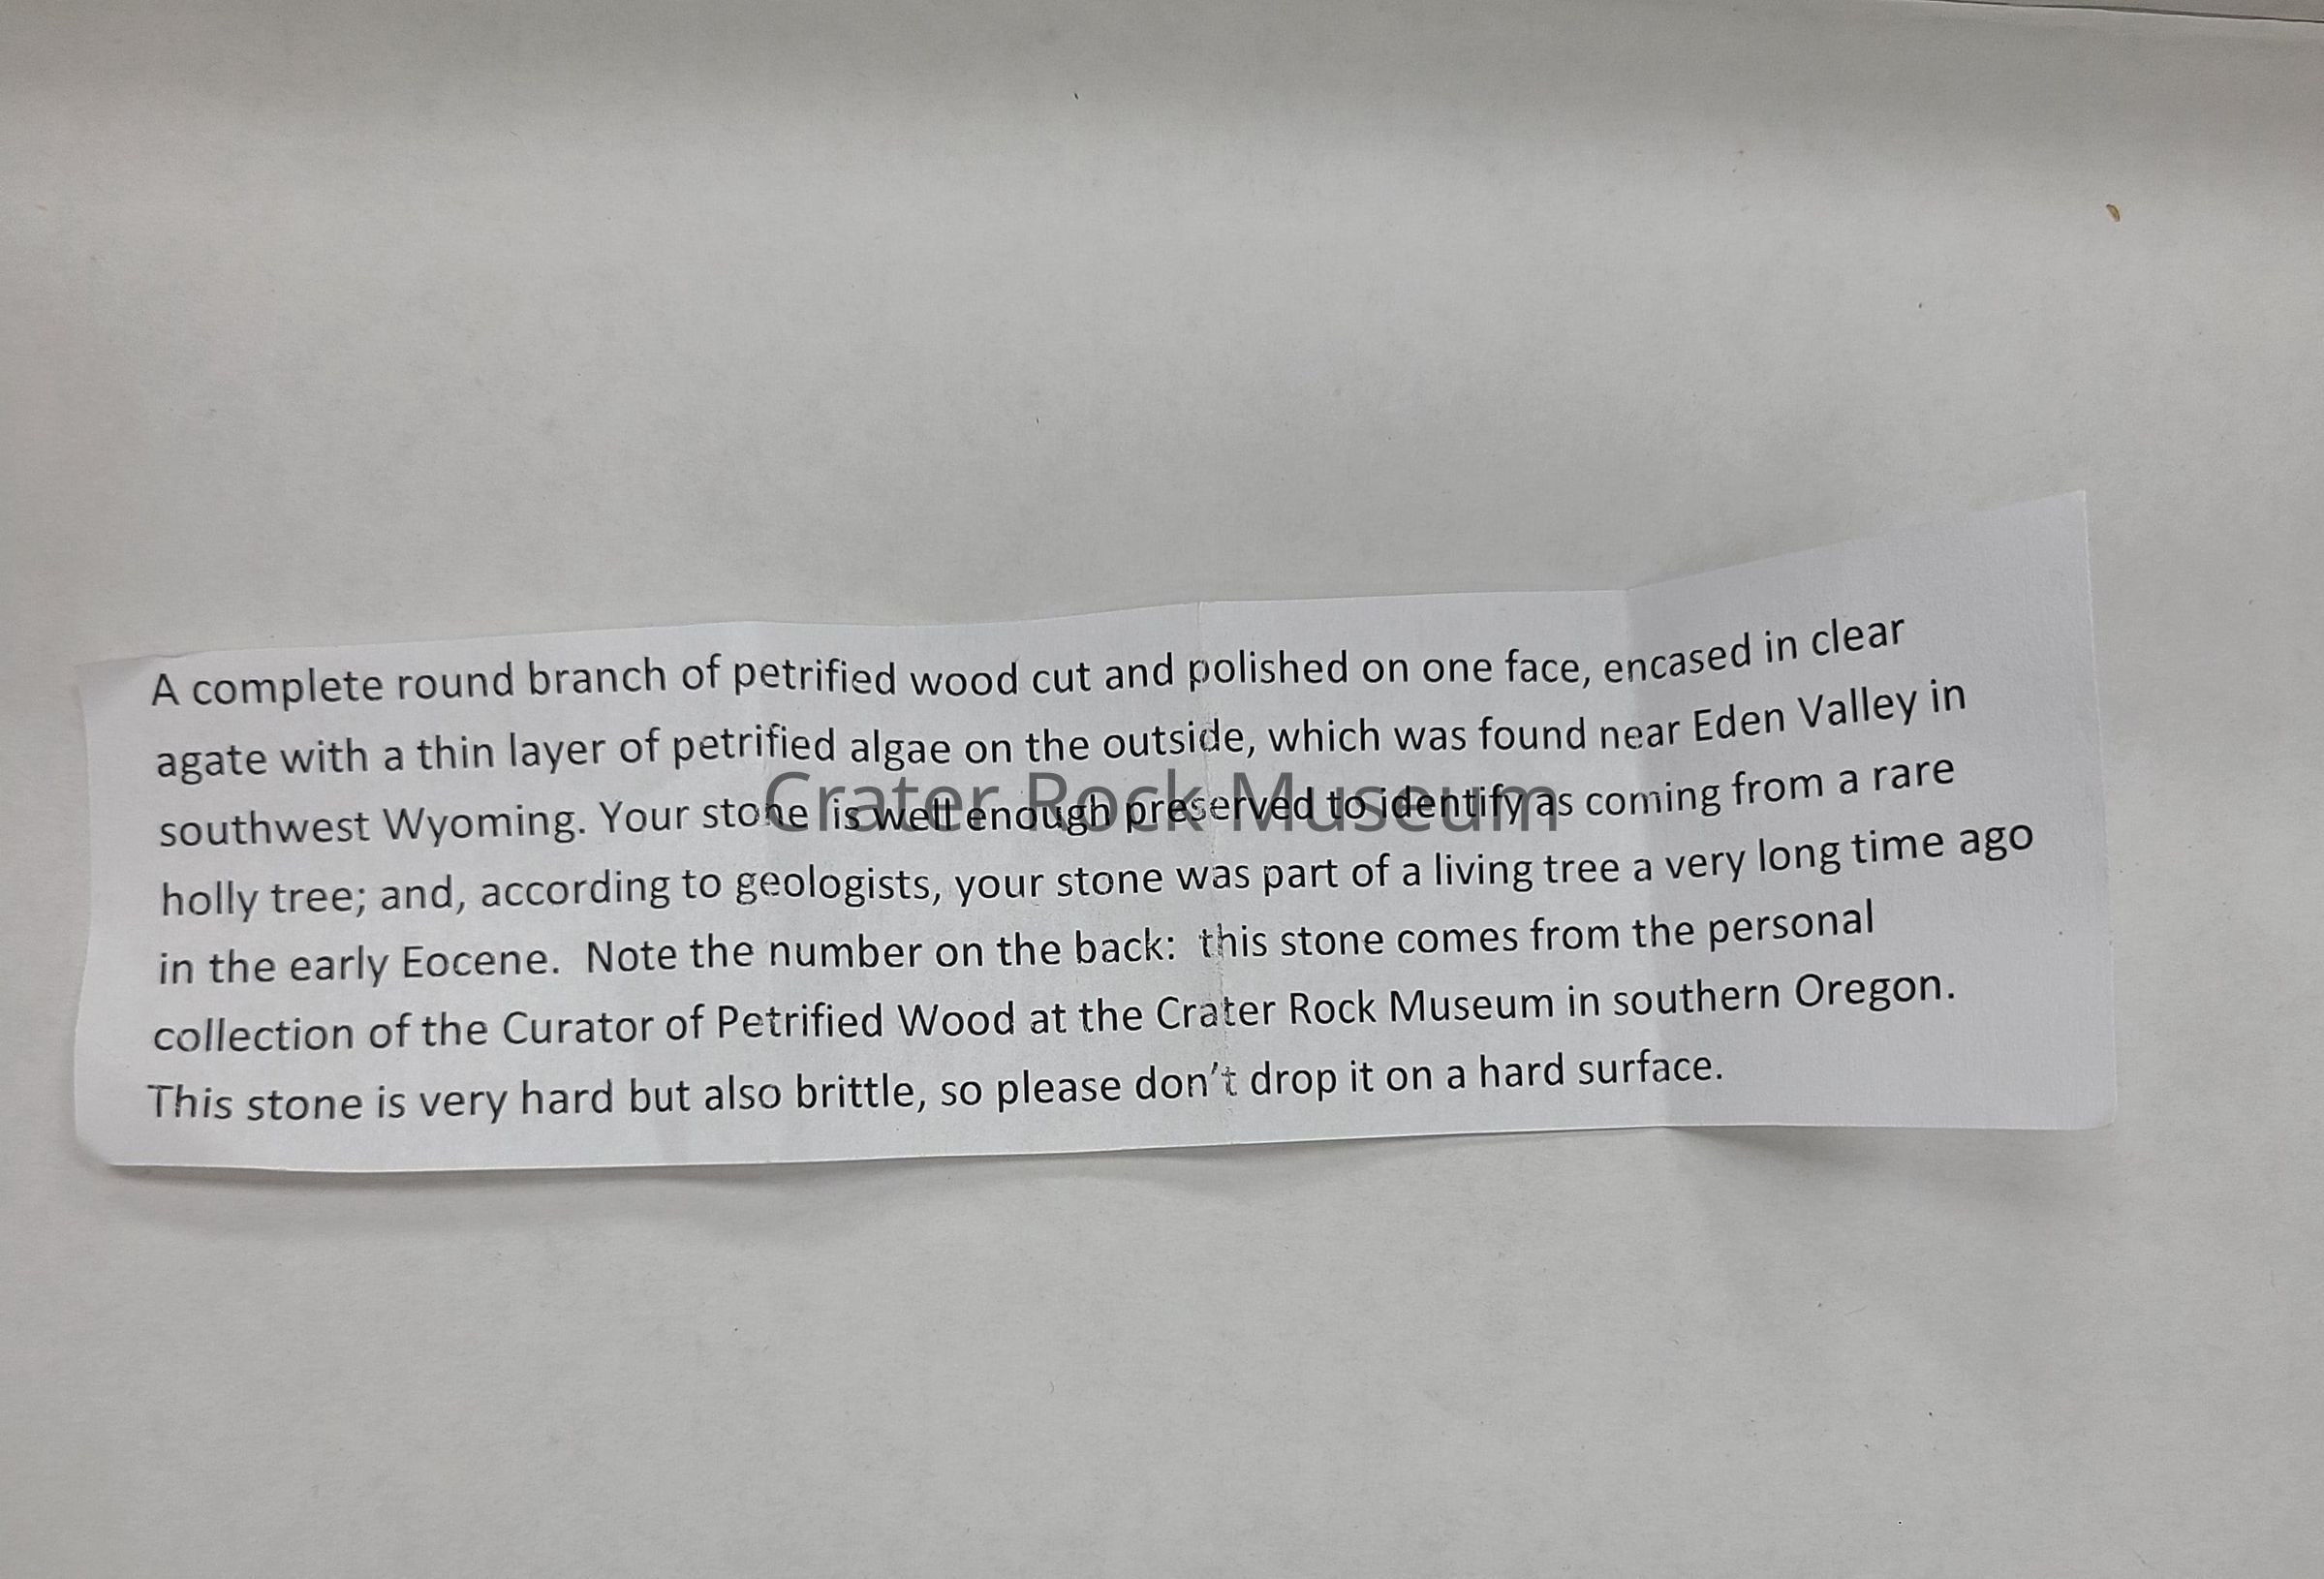 A complete round branch of petrified wood cut and polished on one face, encased in clear
agate with a thin layer of petrified algae on the outside, which was found near Eden Valley in
southwest Wyoming. Your stone is well enough preserved to identify as coming from a rare
Crater Rock Museum
holly tree; and, according to geologists, your stone was part of a living tree a very long time ago
in the early Eocene.  Note the number on the back:  this stone comes from the personal
collection of the Curator of Petrified Wood at the Crater Rock Museum in southern Oregon.
This stone is very hard but also brittle, so please don't drop it on a hard surface.